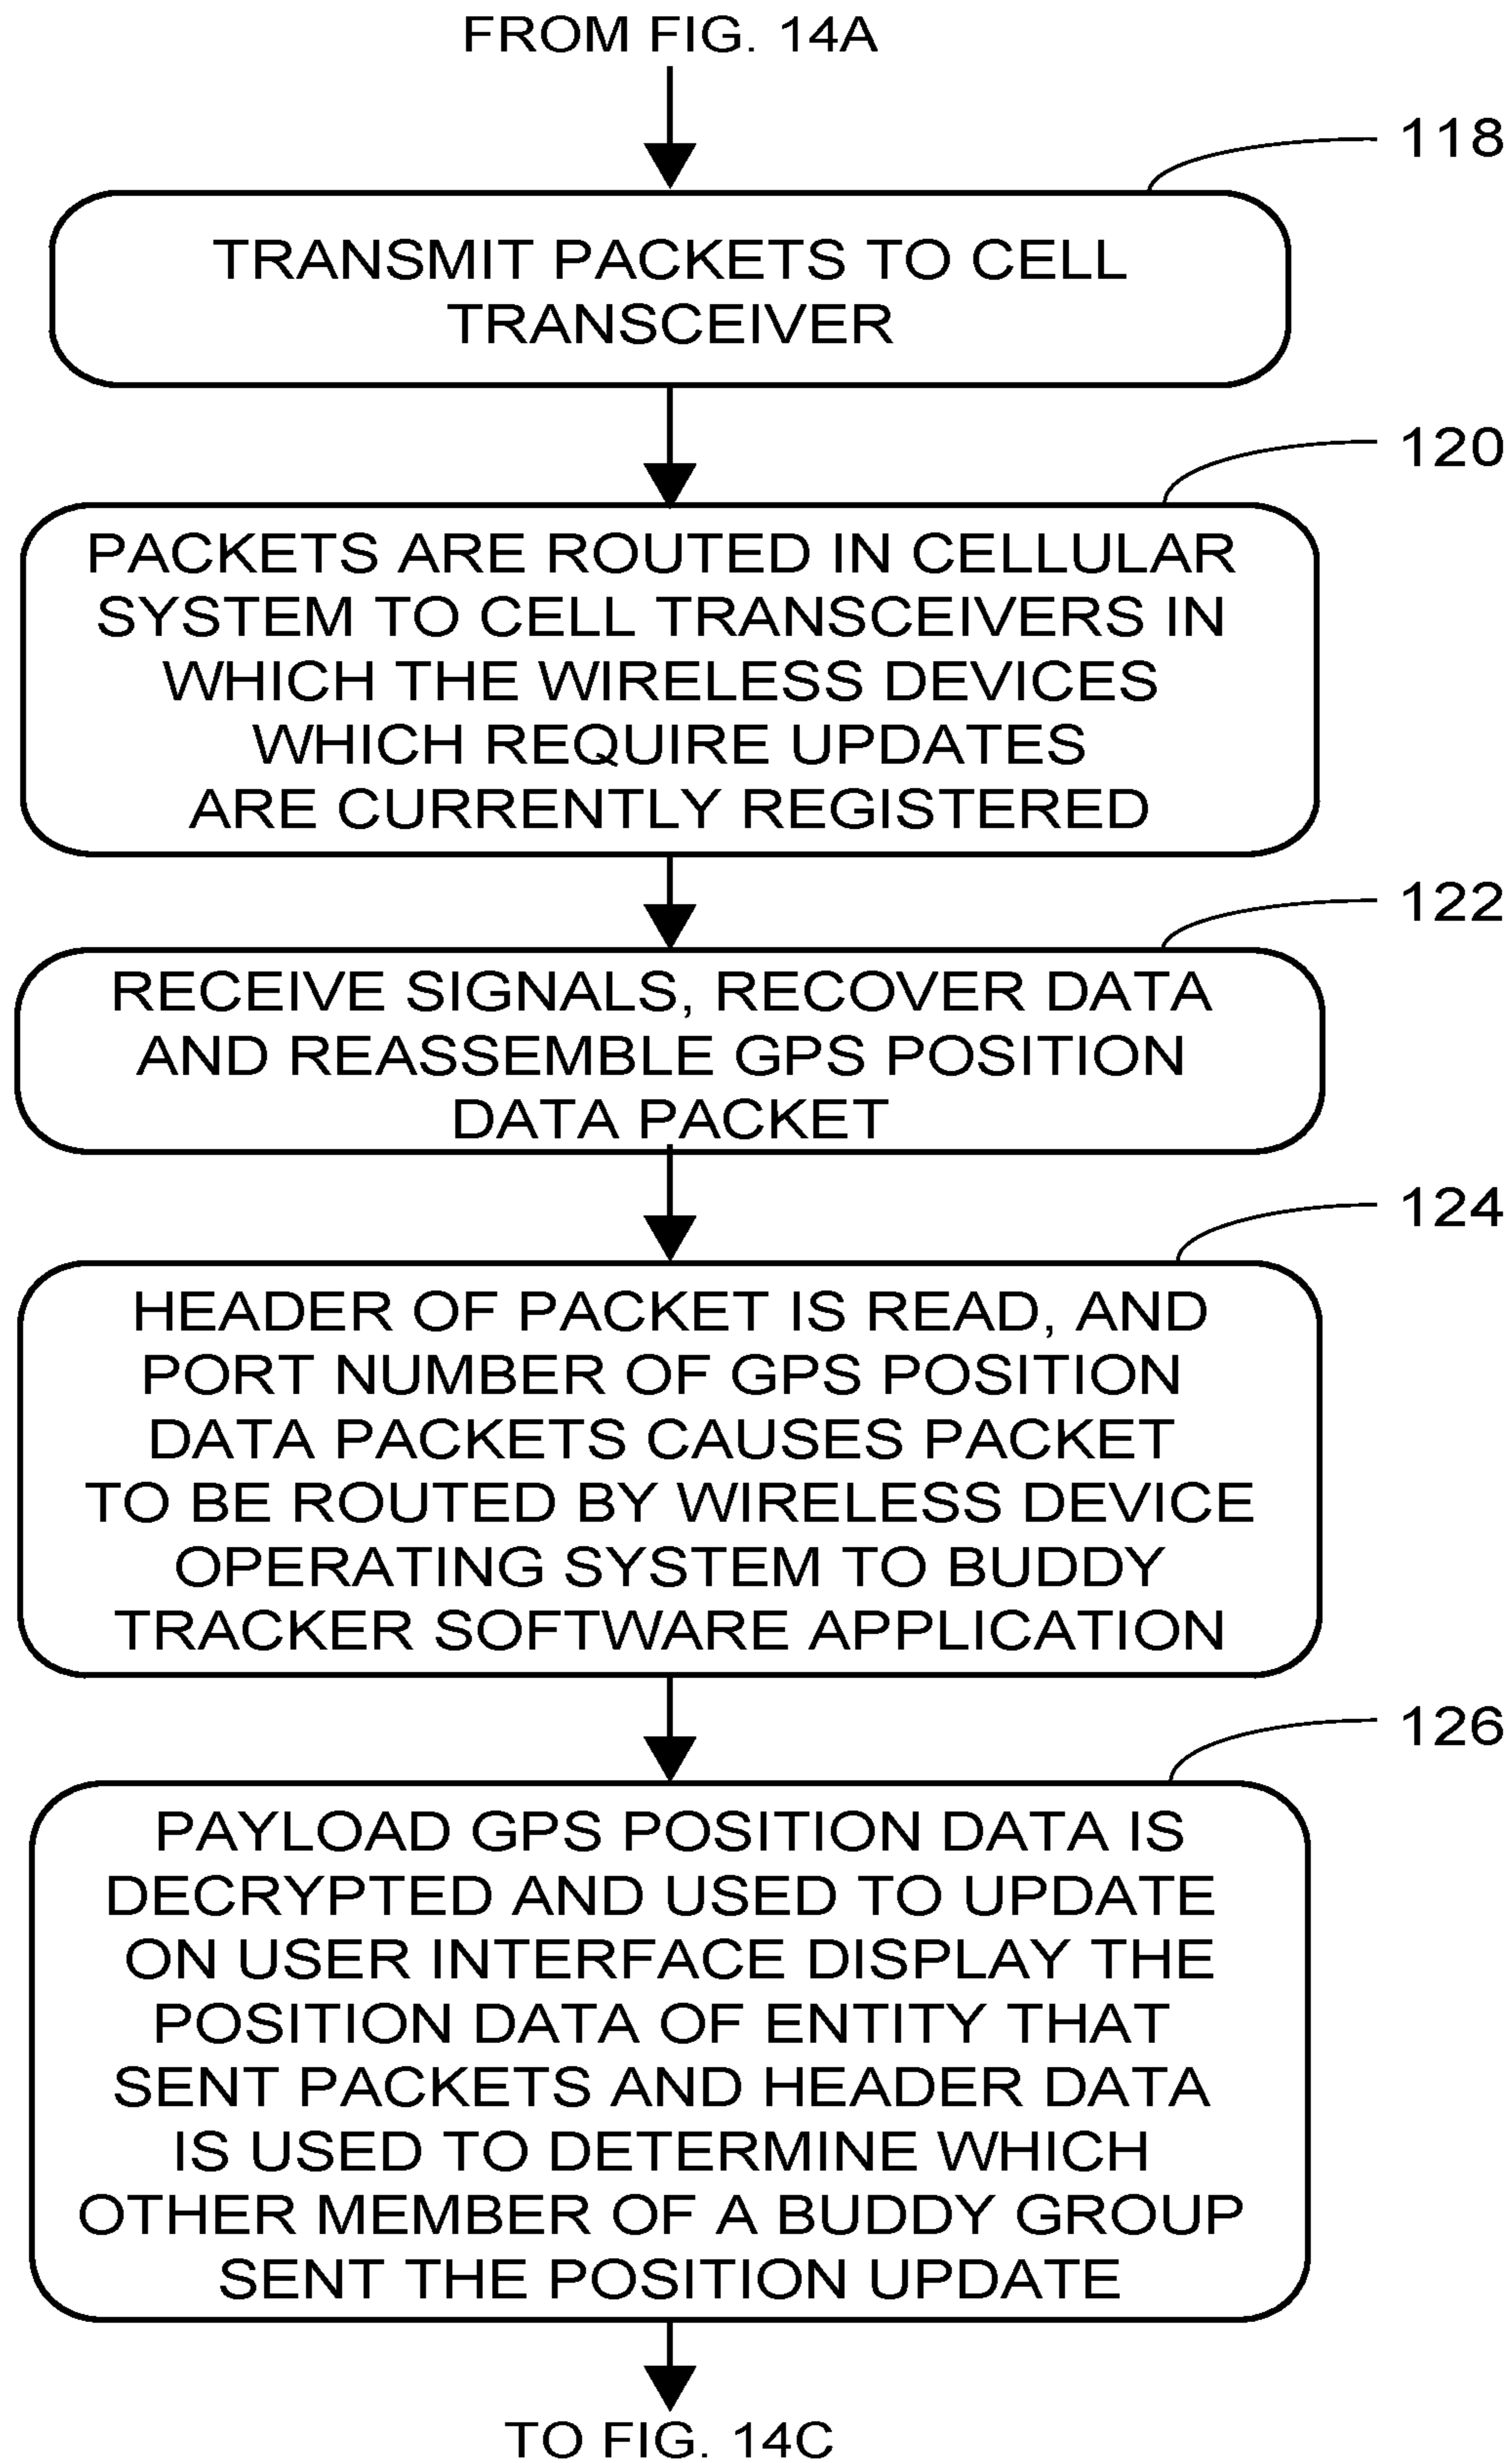 FROM FIG. 14A
118
TRANSMIT PACKETS TO CELL
TRANSCEIVER
120
PACKETS ARE ROUTED IN CELLULAR
SYSTEM TO CELL TRANSCEIVERS IN
WHICH THE WIRELESS DEVICES
WHICH REQUIRE UPDATES
ARE CURRENTLY REGISTERED
122
RECEIVE SIGNALS, RECOVER DATA
AND REASSEMBLE GPS POSITION
DATA PACKET
124
HEADER OF PACKET IS READ, AND
PORT NUMBER OF GPS POSITION
DATA PACKETS CAUSES PACKET
TO BE ROUTED BY WIRELESS DEVICE
OPERATING SYSTEM TO BUDDY
TRACKER SOFTWARE APPLICATION
126
PAYLOAD GPS POSITION DATA IS
DECRYPTED AND USED TO UPDATE
ON USER INTERFACE DISPLAY THE
POSITION DATA OF ENTITY THAT
SENT PACKETS AND HEADER DATA
IS USED TO DETERMINE WHICH
OTHER MEMBER OF A BUDDY GROUP
SENT THE POSITION UPDATE
TO FIG. 14C